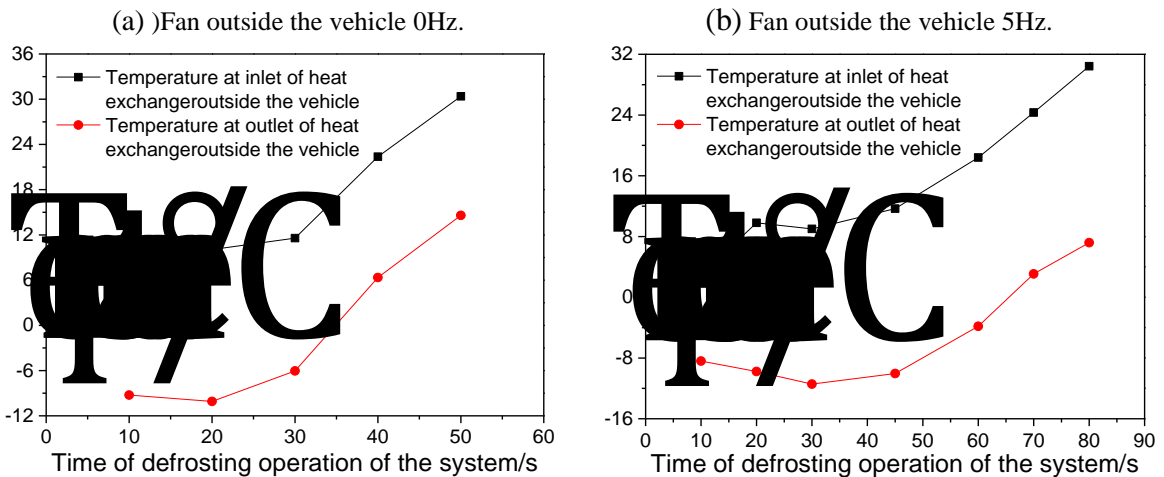 (a) )Fan outside the vehicle 0Hz.
36
30
24
18
12
6
0
-6
-12
Temperature at inlet of heat
exchangeroutside the vehicle
Temperature at outlet of heat
exchangeroutside the vehicle
0 10 20 30 40 50 60
Time of defrosting operation of the system/s
(b) Fan outside the vehicle 5Hz.
32
24
16
8
0
-8
-16
Temperature at inlet of heat
exchangeroutside the vehicle
Temperature at outlet of heat
exchangeroutside the vehicle
0 10 20 30 40 50 60 70 80 90
Time of defrosting operation of the system/s